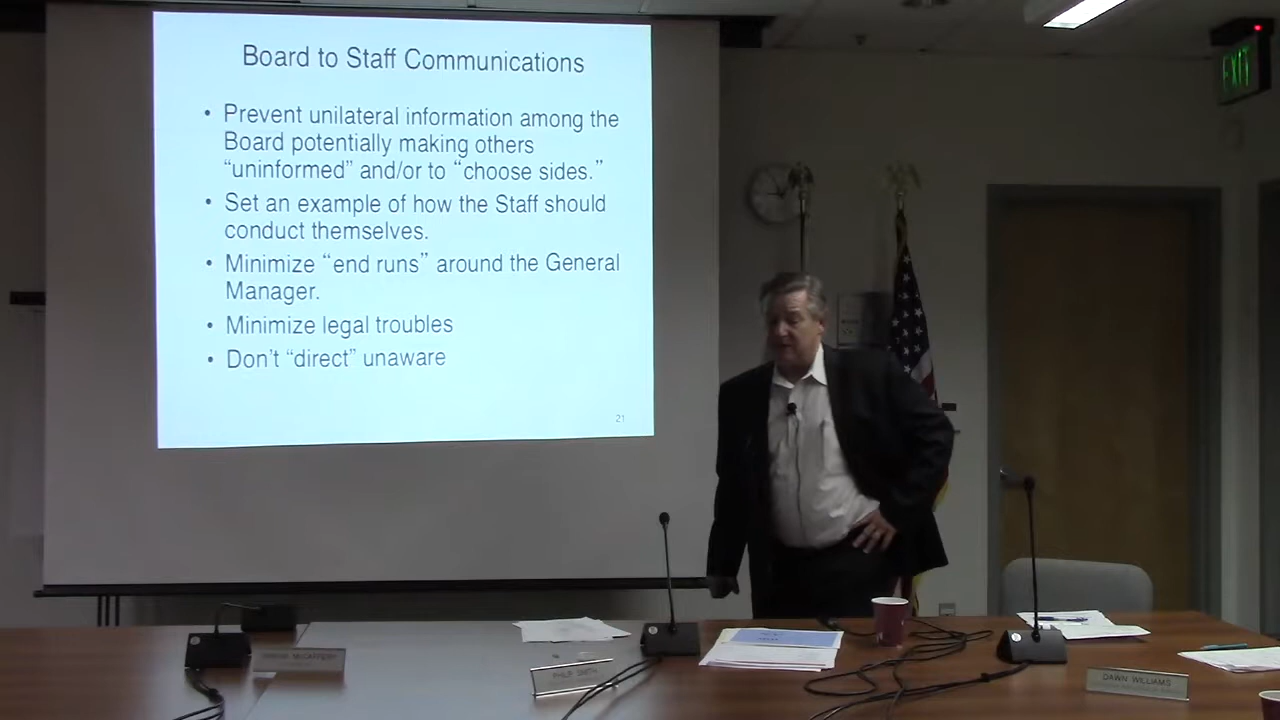 Board to Staff Communications
• Prevent unilateral information among the
Board potentially making others
“uninformed” and/or to “choose sides.”
• Set an example of how the Staff should
conduct themselves.
• Minimize “end runs” around the General
Manager.
• Minimize legal troubles
• Don’t “direct” unaware
21
EXIT
DAWN WILLIAMS